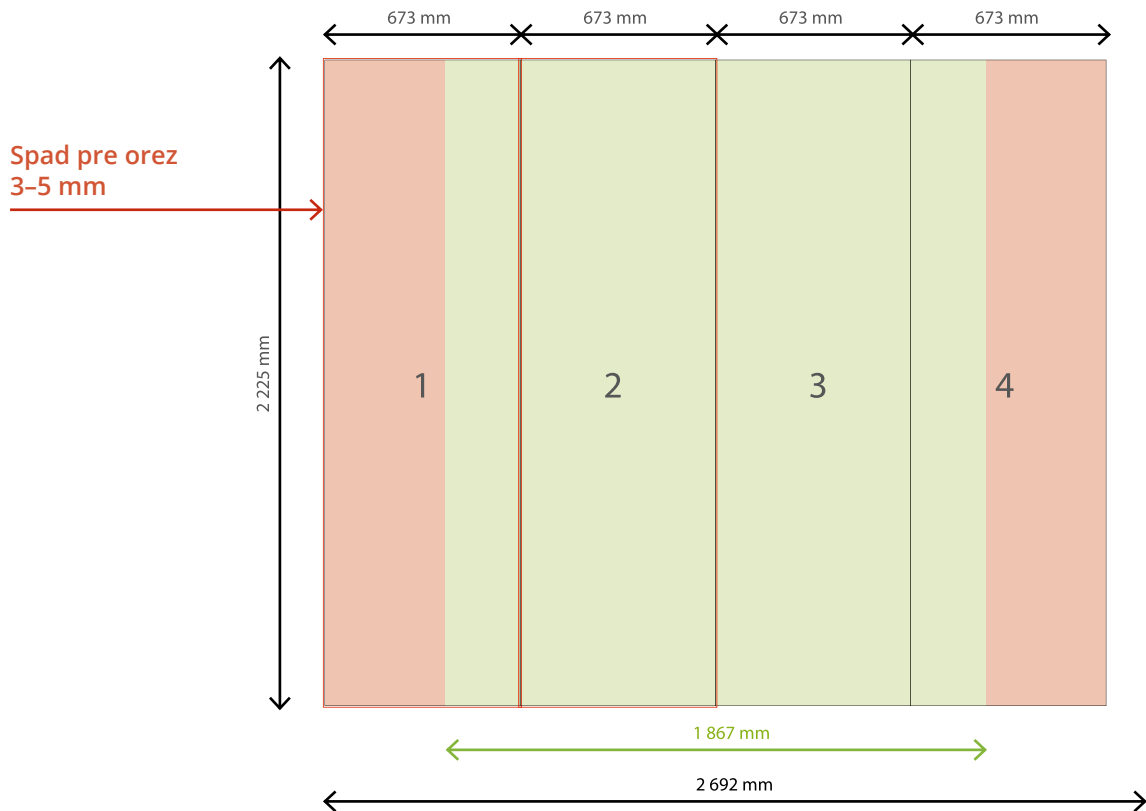 673 mm
673 mm
673 mm
673 mm
Spad pre orez
3–5 mm
2 225 mm
1
2
3
4
1 867 mm
2 692 mm